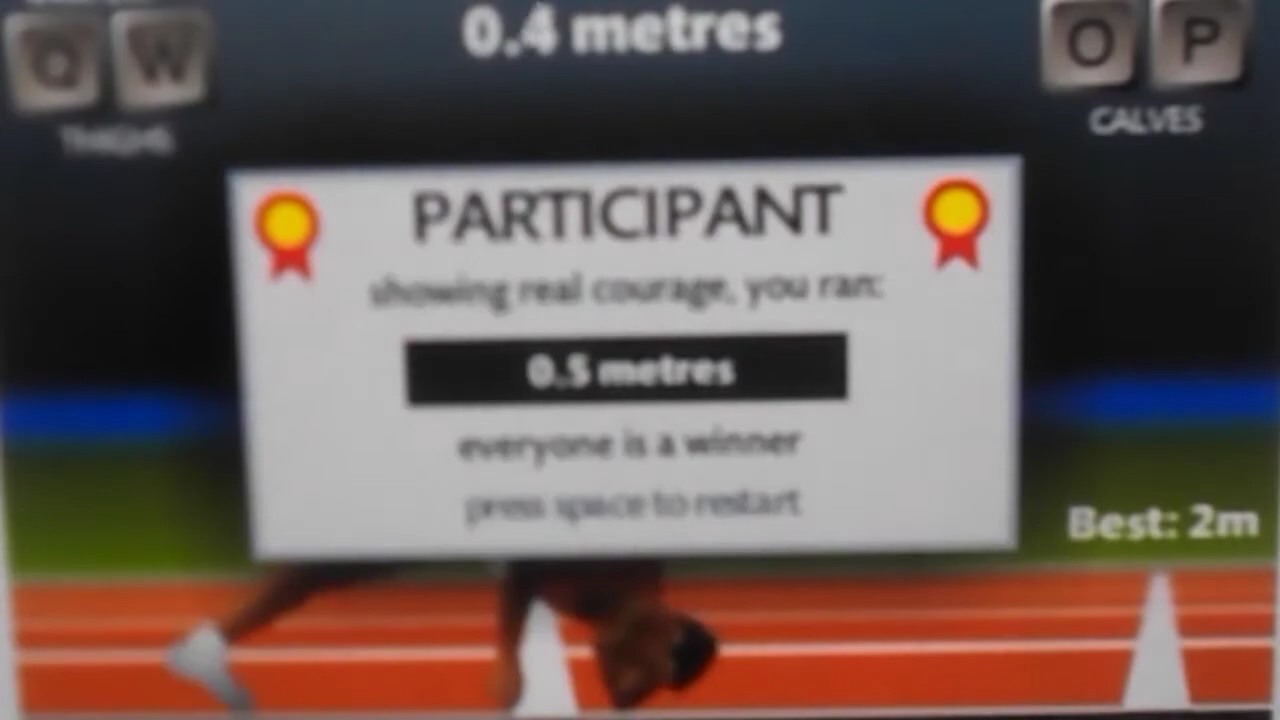 0.4 metres
Q W
O P
THIGHS
CALVES
PARTICIPANT
showing real courage, you ran:
0.5 metres
everyone is a winner
press space to restart
Best: 2m